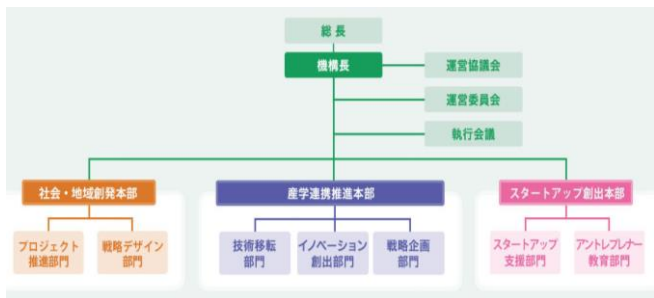 総長
機構長
運営協議会
運営委員会
執行会議
社会・地域創発本部
プロジェクト
推進部門
戦略デザイン
部門
産学連携推進本部
技術移転
部門
イノベーション
創出部門
戦略企画
部門
スタートアップ創出本部
スタートアップ
支援部門
アントレプレナー
教育部門